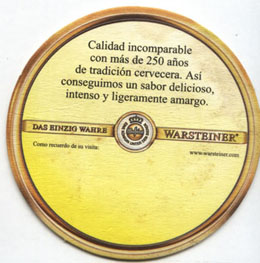 Calidad incomparable
con más de 250 años
de tradición cervecera. Así
conseguimos un sabor delicioso,
intenso y ligeramente amargo.
DAS EINZIG WAHRE WARSTEINER®
Como recuerdo de su visita:
www.warsteiner.com